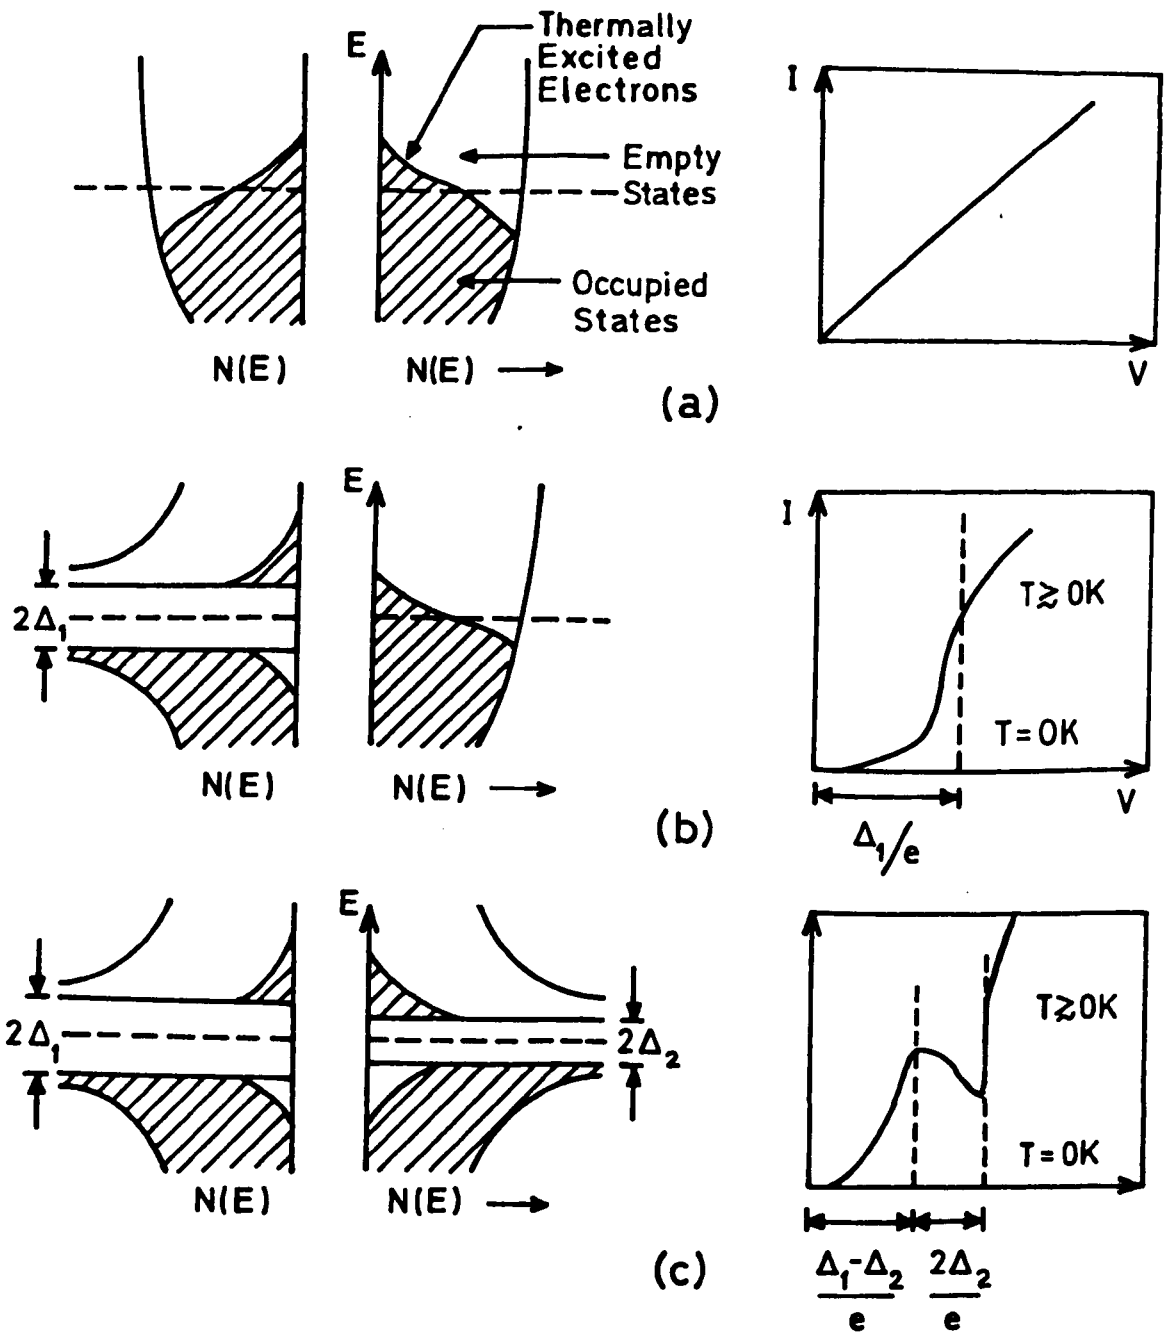 Thermally
Excited
Electrons
E
Empty
States
Occupied
States
N(E)
N(E)
I
V
(a)
E
2Δ₁
N(E)
N(E)
I
T≳0K
T=0K
V
Δ₁/e
(b)
E
2Δ₁
2Δ₂
N(E)
N(E)
T≳0K
T=0K
Δ₁-Δ₂
e
2Δ₂
e
(c)